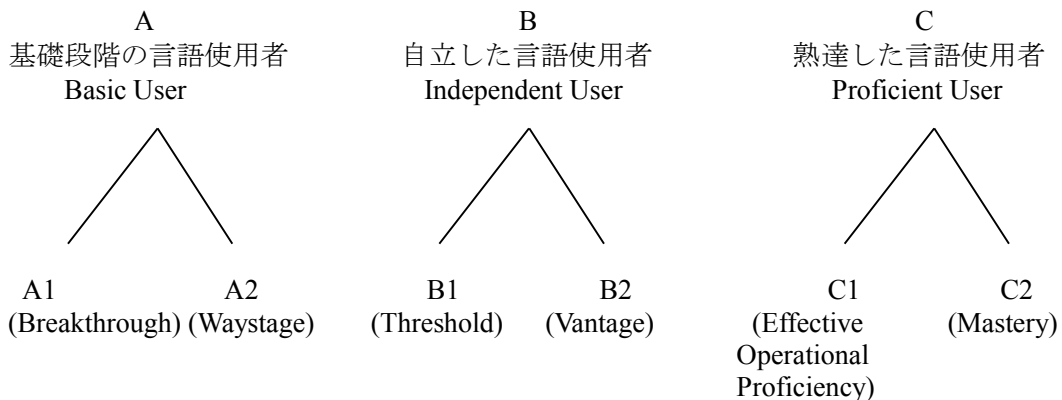 A
基礎段階の言語使用者
Basic User
B
自立した言語使用者
Independent User
C
熟達した言語使用者
Proficient User
A1
(Breakthrough)
A2
(Waystage)
B1
(Threshold)
B2
(Vantage)
C1
(Effective
Operational
Proficiency)
C2
(Mastery)